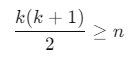 k(k + 1)/2 ≥ n